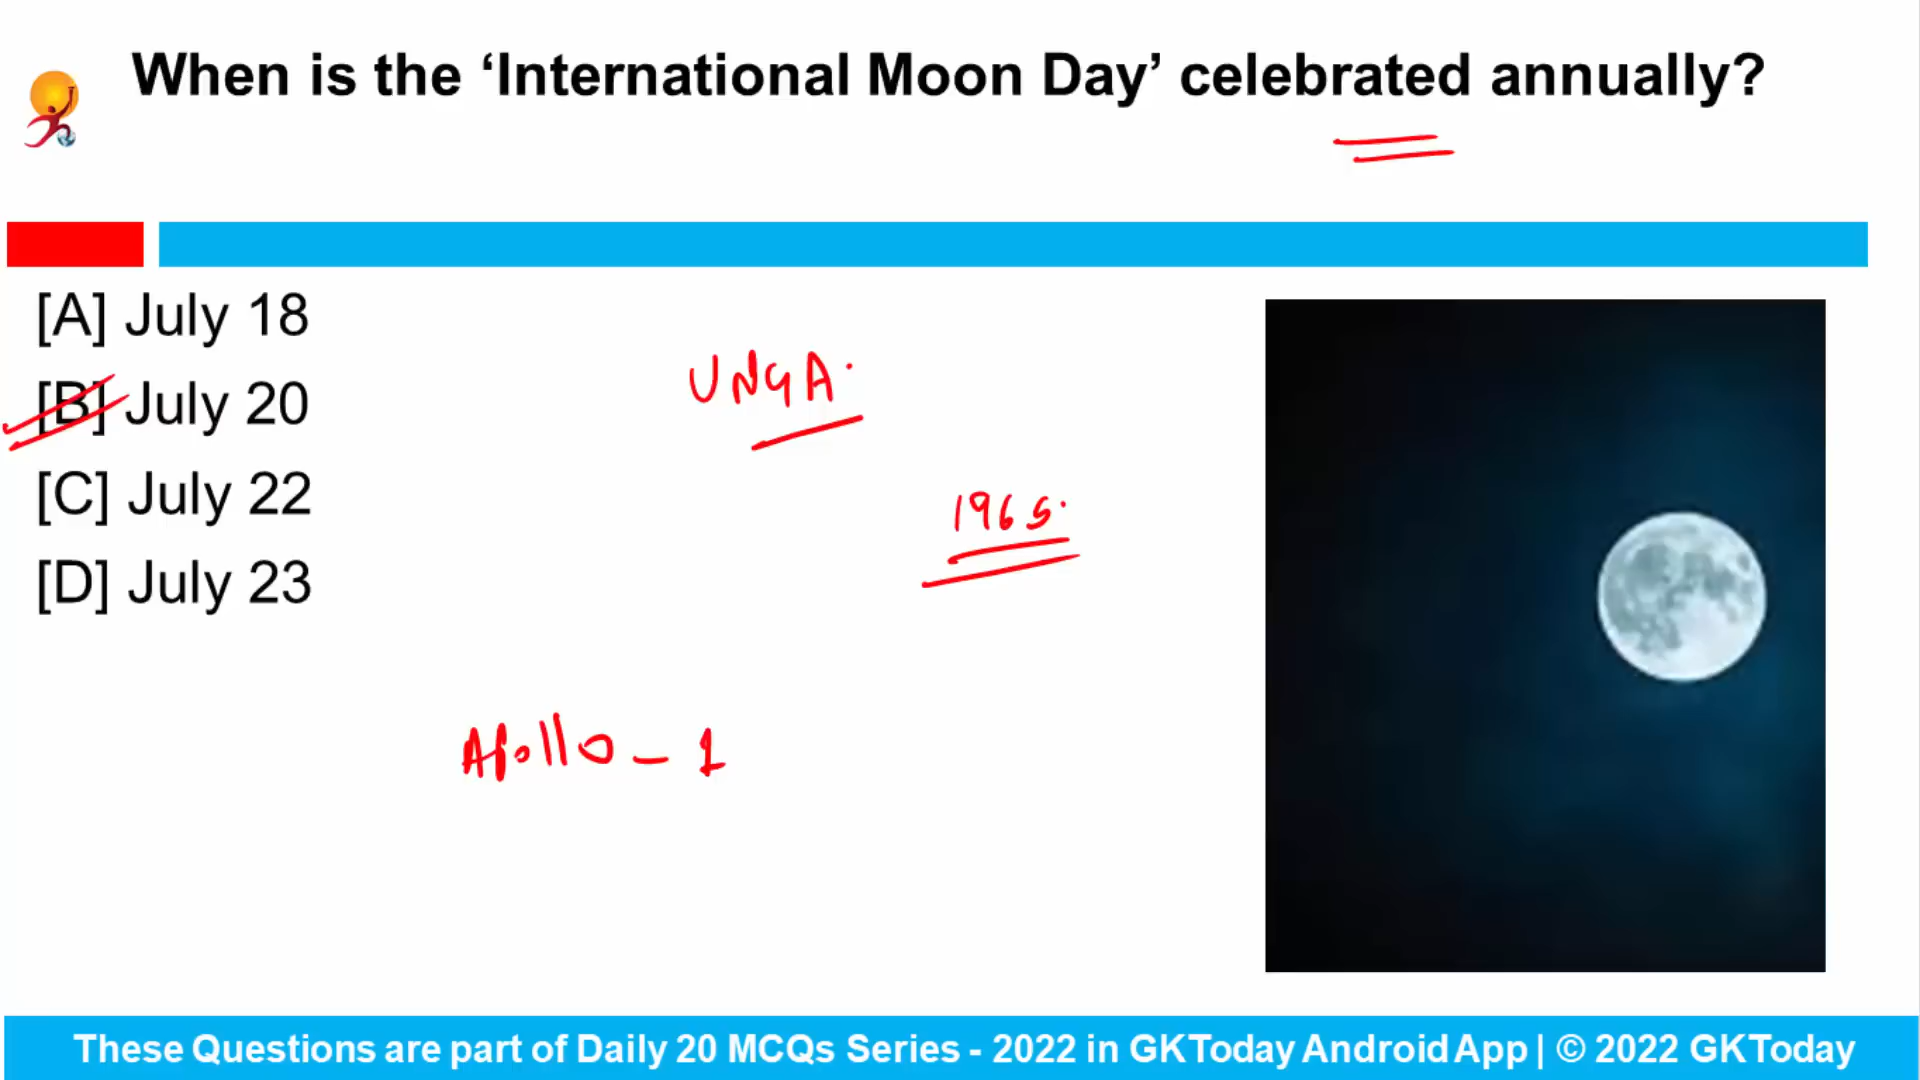 When is the ‘International Moon Day’ celebrated annually?
[A] July 18
[B] July 20
[C] July 22
[D] July 23
UNGA.
1965.
Apollo - 1
These Questions are part of Daily 20 MCQs Series - 2022 in GKToday Android App | © 2022 GKToday